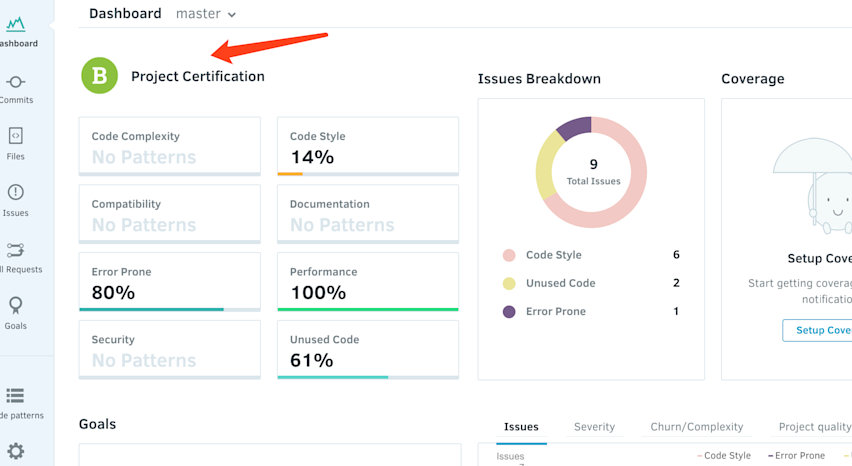 Dashboard master
ashboard
Commits
Files
Issues
ll Requests
Goals
de patterns
B Project Certification
Code Complexity
No Patterns
Code Style
14%
Compatibility
No Patterns
Documentation
No Patterns
Error Prone
80%
Performance
100%
Security
No Patterns
Unused Code
61%
Issues Breakdown
9
Total Issues
Code Style 6
Unused Code 2
Error Prone 1
Coverage
Setup Cove
Start getting coverag
notificatio
Setup Cove
Goals
Issues Severity Churn/Complexity Project quality
Issues
Code Style Error Prone